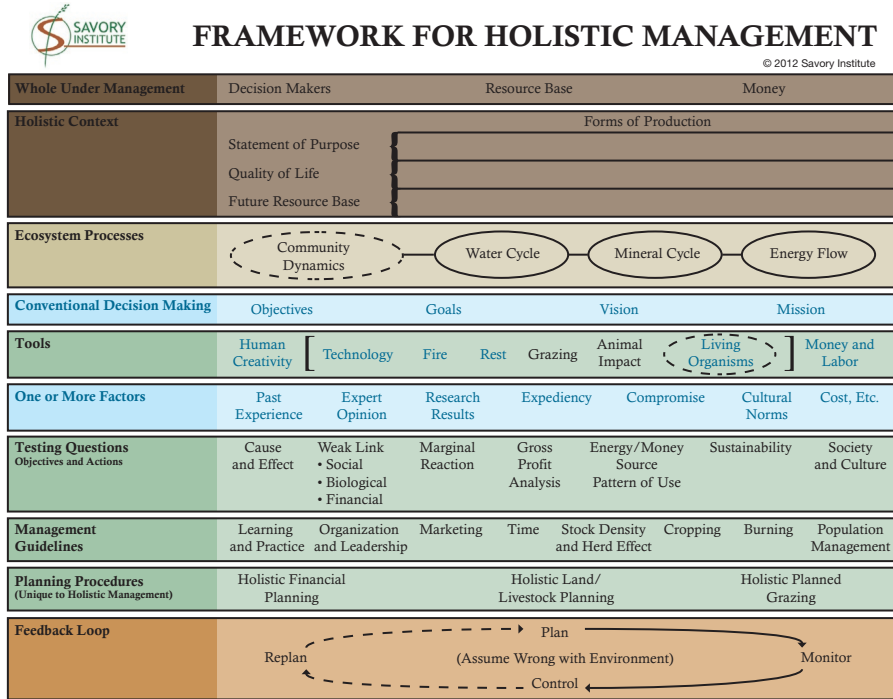 SAVORY
INSTITUTE
FRAMEWORK FOR HOLISTIC MANAGEMENT
© 2012 Savory Institute
Whole Under Management Decision Makers Resource Base Money
Holistic Context Forms of Production
Statement of Purpose
Quality of Life
Future Resource Base
Ecosystem Processes
Community
Dynamics
Water Cycle
Mineral Cycle
Energy Flow
Conventional Decision Making Objectives Goals Vision Mission
Tools
Human
Creativity
[
Technology
Fire
Rest
Grazing
Animal
Impact
Living
Organisms
]
Money and
Labor
One or More Factors
Past
Experience
Expert
Opinion
Research
Results
Expediency
Compromise
Cultural
Norms
Cost, Etc.
Testing Questions
Objectives and Actions
Cause
and Effect
Weak Link
• Social
• Biological
• Financial
Marginal
Reaction
Gross
Profit
Analysis
Energy/Money
Source
Pattern of Use
Sustainability
Society
and Culture
Management
Guidelines
Learning
and Practice
Organization
and Leadership
Marketing
Time
Stock Density
and Herd Effect
Cropping
Burning
Population
Management
Planning Procedures
(Unique to Holistic Management)
Holistic Financial
Planning
Holistic Land/
Livestock Planning
Holistic Planned
Grazing
Feedback Loop
Plan
Replan (Assume Wrong with Environment) Monitor
Control